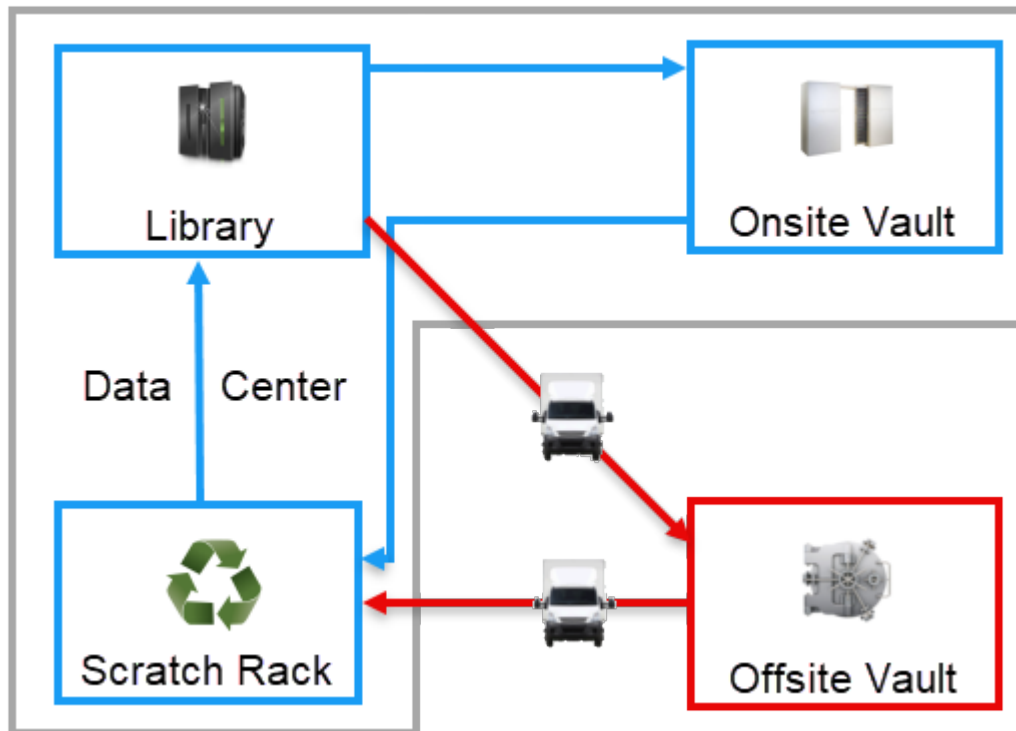 Library
Onsite Vault
Data Center
Scratch Rack
Offsite Vault